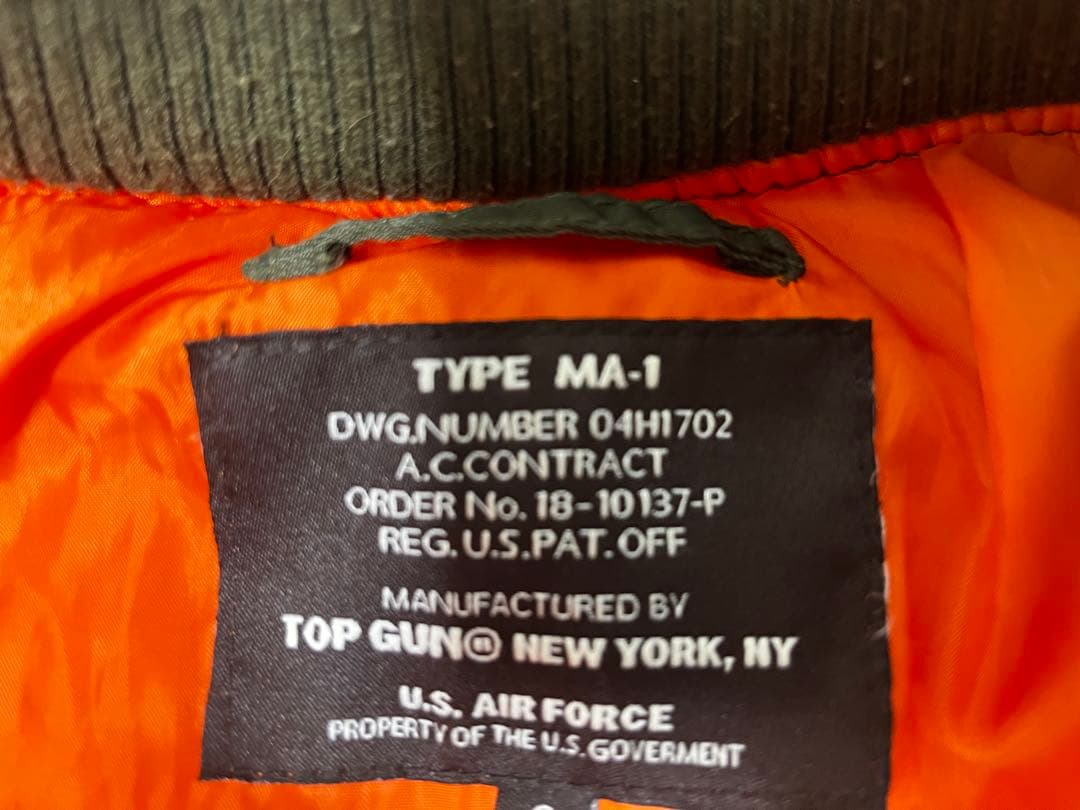 TYPE MA-1
DWG.NUMBER 04H1702
A.C.CONTRACT
ORDER No. 18-10137-P
REG.U.S.PAT.OFF
MANUFACTURED BY
TOP GUN® NEW YORK, NY
U.S. AIR FORCE
PROPERTY OF THE U.S.GOVERMENT